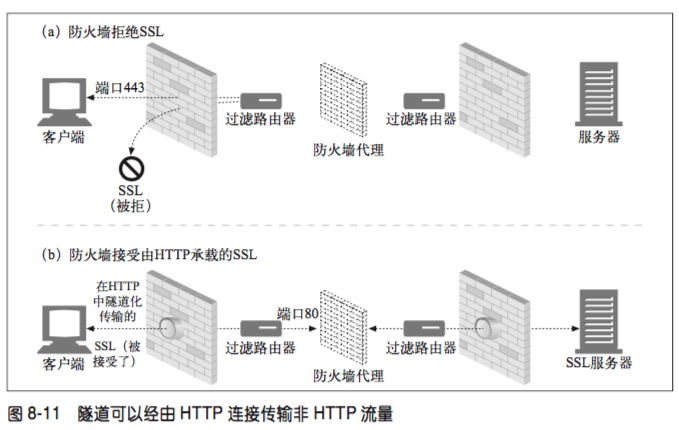 (a) 防火墙拒绝SSL
端口443
客户端
过滤路由器
防火墙代理
过滤路由器
服务器
SSL
(被拒)
(b) 防火墙接受由HTTP承载的SSL
在HTTP
中隧道化
传输的
SSL(被
接受了)
客户端
端口80
过滤路由器
防火墙代理
过滤路由器
SSL服务器
图 8-11 隧道可以经由 HTTP 连接传输非 HTTP 流量